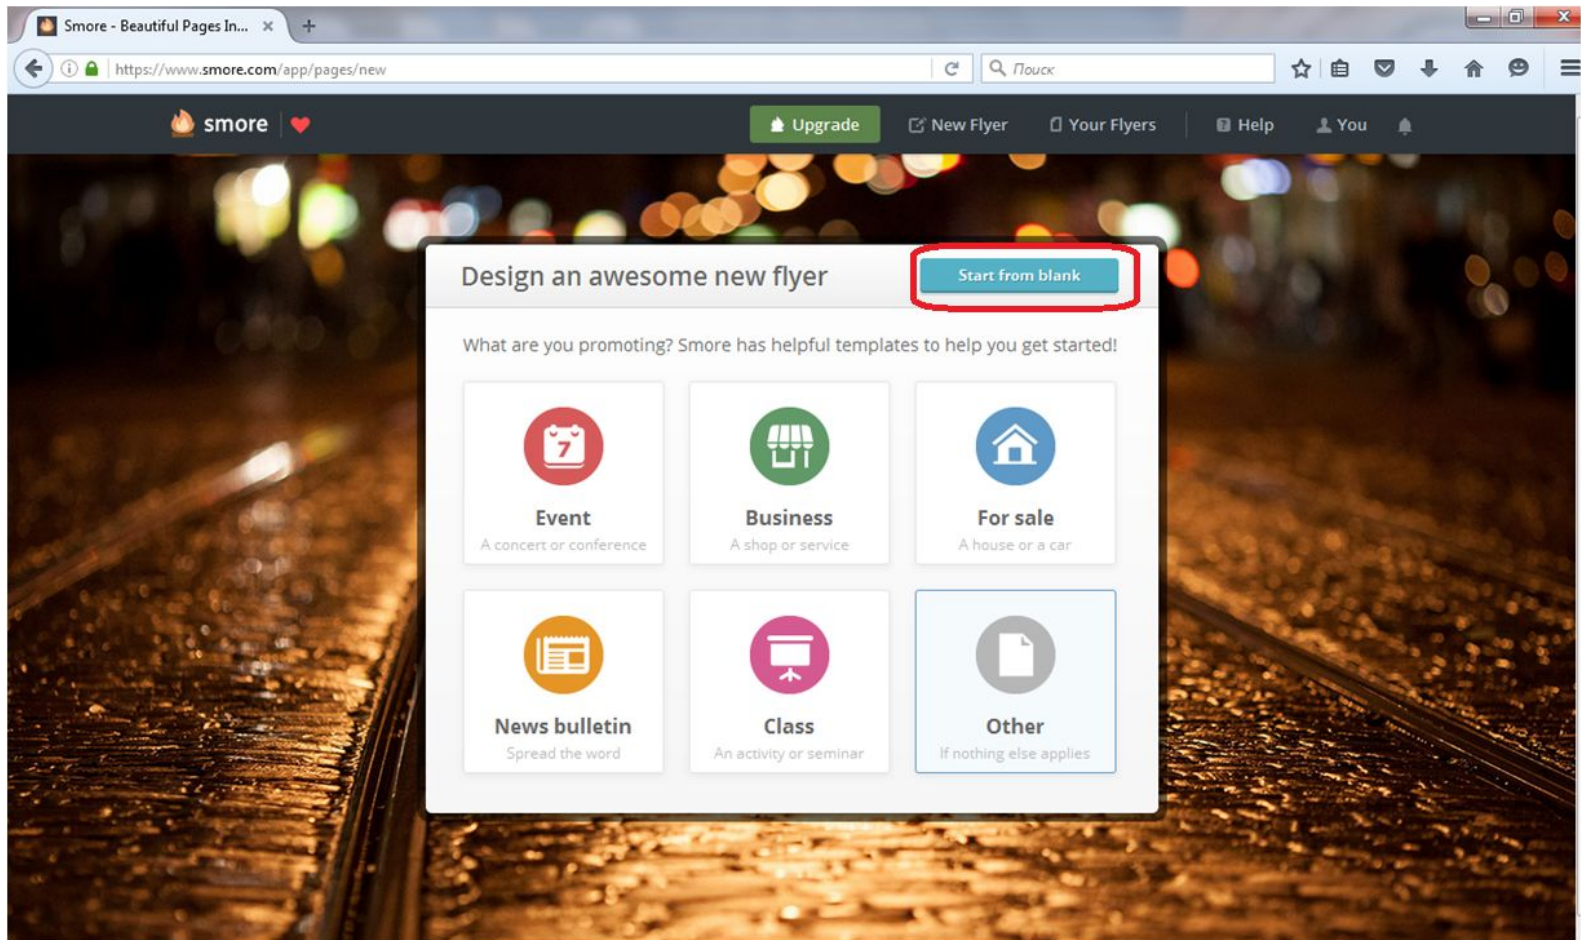 Smore - Beautiful Pages In...
https://www.smore.com/app/pages/new
Поиск
smore
Upgrade
New Flyer
Your Flyers
Help
You
Design an awesome new flyer
Start from blank
What are you promoting? Smore has helpful templates to help you get started!
7
Event
A concert or conference
Business
A shop or service
For sale
A house or a car
News bulletin
Spread the word
Class
An activity or seminar
Other
If nothing else applies